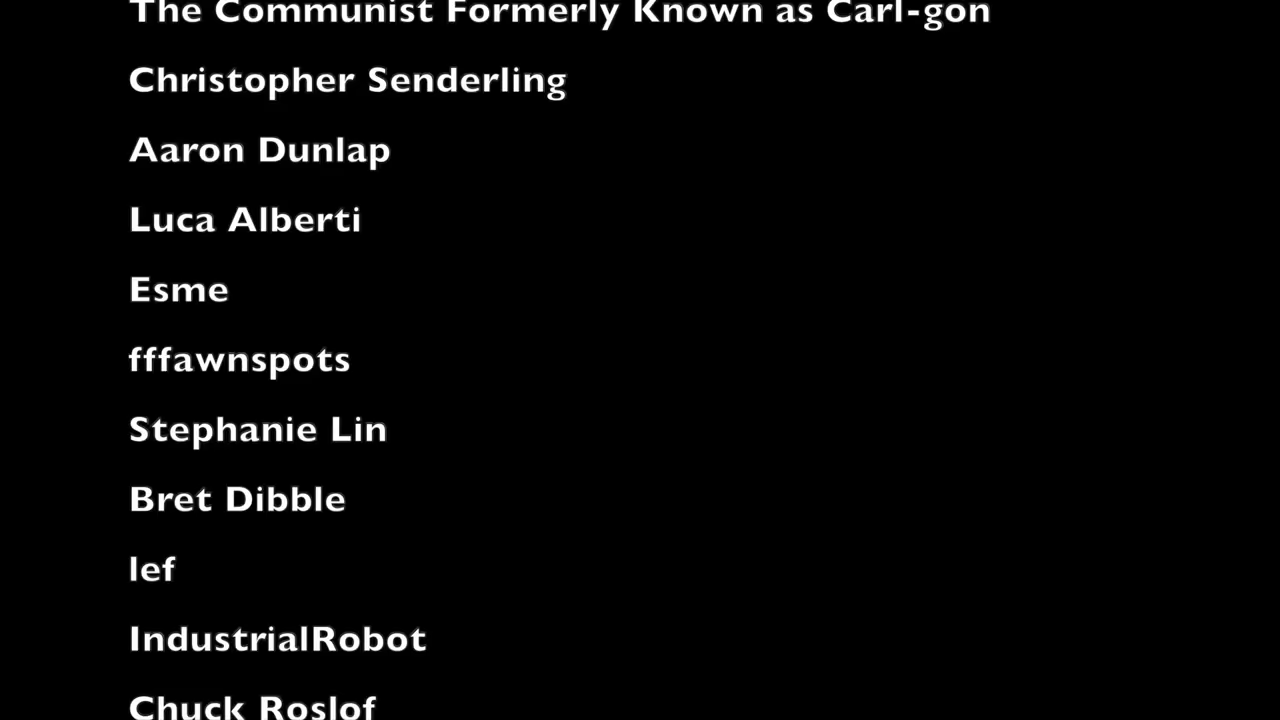 The Communist Formerly Known as Carl-gon
Christopher Senderling
Aaron Dunlap
Luca Alberti
Esme
fffawnspots
Stephanie Lin
Bret Dibble
lef
IndustrialRobot
Chuck Roslof